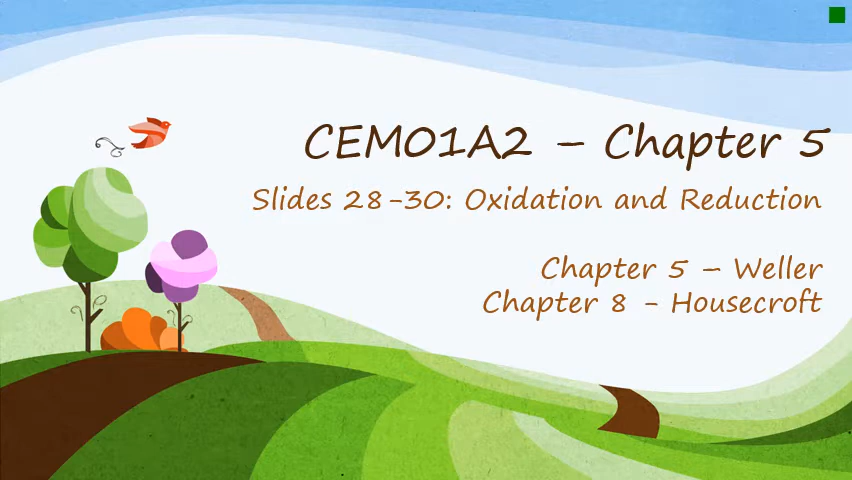 CEM01A2 – Chapter 5
Slides 28-30: Oxidation and Reduction
Chapter 5 – Weller
Chapter 8 - Housecroft